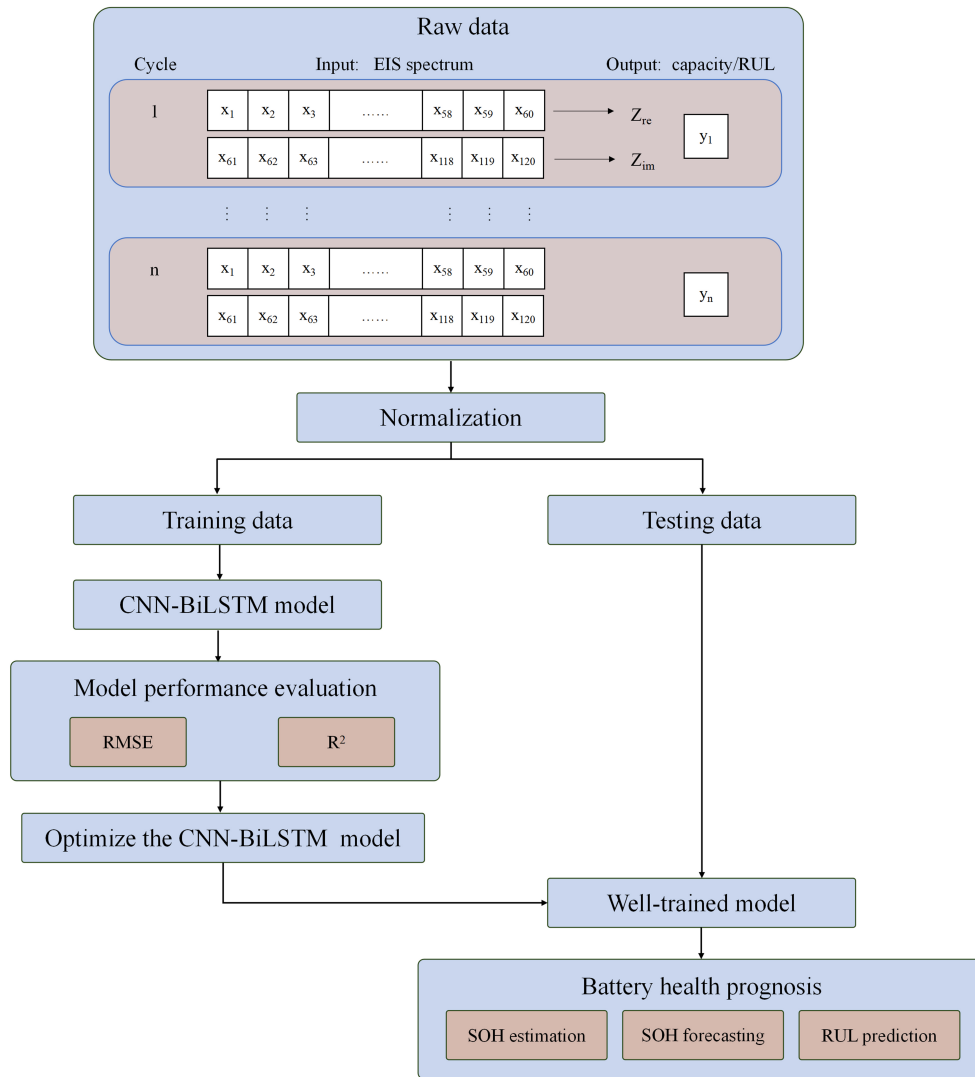 Raw data
Cycle Input: EIS spectrum Output: capacity/RUL
1 x₁ x₂ x₃ ...... x₅₈ x₅₉ x₆₀ Zᵣₑ
x₆₁ x₆₂ x₆₃ ...... x₁₁₈ x₁₁₉ x₁₂₀ Zᵢₘ
y₁
n x₁ x₂ x₃ ...... x₅₈ x₅₉ x₆₀
x₆₁ x₆₂ x₆₃ ...... x₁₁₈ x₁₁₉ x₁₂₀
yₙ
Normalization
Training data Testing data
CNN-BiLSTM model
Model performance evaluation
RMSE R²
Optimize the CNN-BiLSTM model
Well-trained model
Battery health prognosis
SOH estimation SOH forecasting RUL prediction